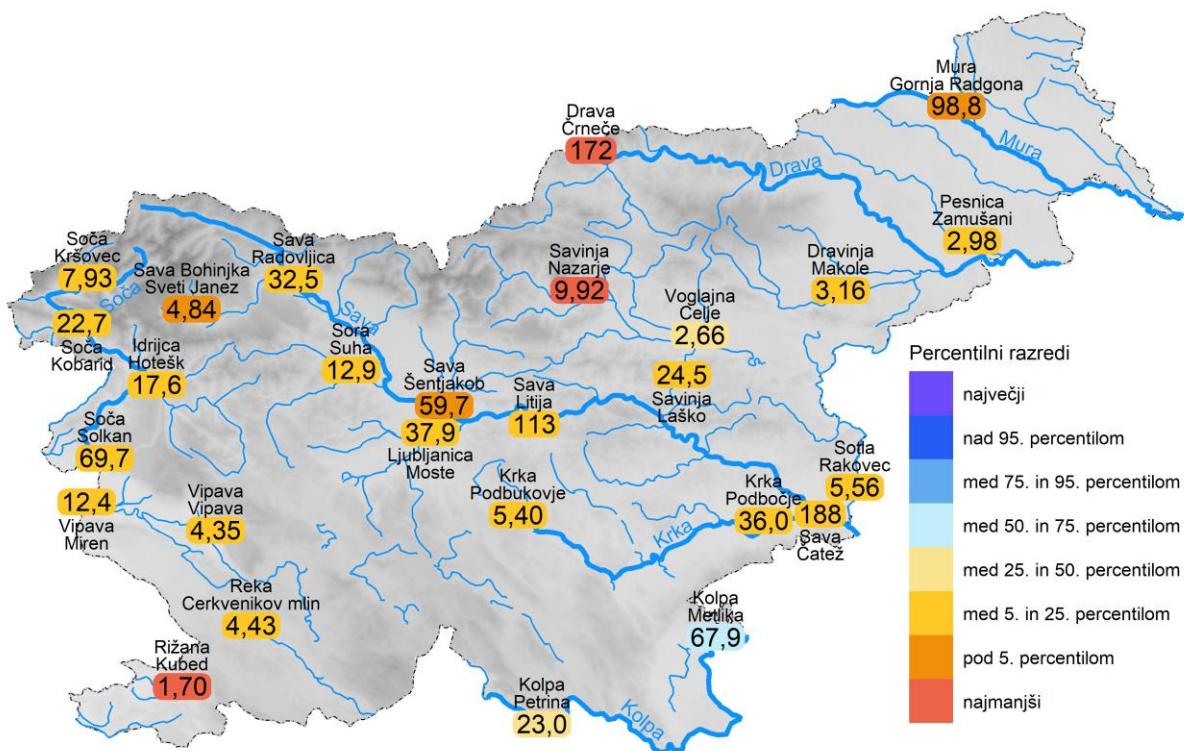 Mura
Gornja Radgona
98,8
Mura
Drava
Črneče
172
Drava
Pesnica
Zamušani
2,98
Soča
Kršovec
7,93
Soča
Sava Bohinjka
Sveti Janez
4,84
Sava
Radovljica
32,5
Sava
Savinja
Nazarje
9,92
Dravinja
Makole
3,16
Voglajna
Celje
2,66
22,7
Soča
Kobarid
Idrijca
Hotešk
17,6
Sora
Suha
12,9
Sava
Šentjakob
59,7
37,9
Ljubljanica
Moste
Sava
Litija
113
24,5
Savinja
Laško
Soča
Solkan
69,7
12,4
Vipava
Miren
Vipava
Vipava
4,35
Krka
Podbukovje
5,40
Krka
Krka
Podbočje
36,0
188
Sava
Čatež
Sotla
Rakovec
5,56
Reka
Cerkvenikov mlin
4,43
Rižana
Kubed
1,70
Kolpa
Petrina
23,0
Kolpa
Kolpa
Metlika
67,9
Percentilni razredi
največji
nad 95. percentilom
med 75. in 95. percentilom
med 50. in 75. percentilom
med 25. in 50. percentilom
med 5. in 25. percentilom
pod 5. percentilom
najmanjši